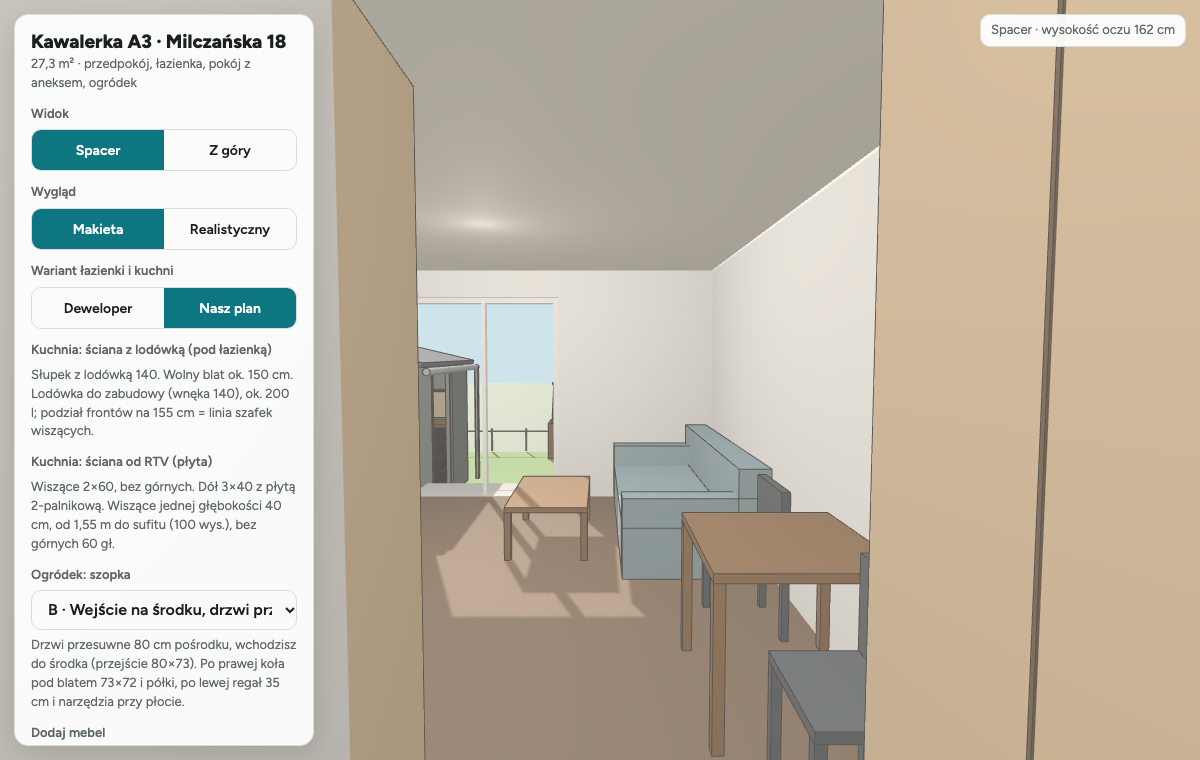 Kawalerka A3 · Milczańska 18
27,3 m² · przedpokój, łazienka, pokój z
aneksem, ogródek
Widok
Spacer
Z góry
Wygląd
Makieta
Realistyczny
Wariant łazienki i kuchni
Deweloper
Nasz plan
Kuchnia: ściana z lodówką (pod łazienką)
Słupek z lodówką 140. Wolny blat ok. 150 cm.
Lodówka do zabudowy (wnęka 140), ok. 200
l; podział frontów na 155 cm = linia szafek
wiszących.
Kuchnia: ściana od RTV (płyta)
Wiszące 2×60, bez górnych. Dół 3×40 z płytą
2-palnikową. Wiszące jednej głębokości 40
cm, od 1,55 m do sufitu (100 wys.), bez
górnych 60 gł.
Ogródek: szopka
B · Wejście na środku, drzwi prz
Drzwi przesuwne 80 cm pośrodku, wchodzisz
do środka (przejście 80×73). Po prawej koła
pod blatem 73×72 i półki, po lewej regał 35
cm i narzędzia przy płocie.
Dodaj mebel
Spacer · wysokość oczu 162 cm